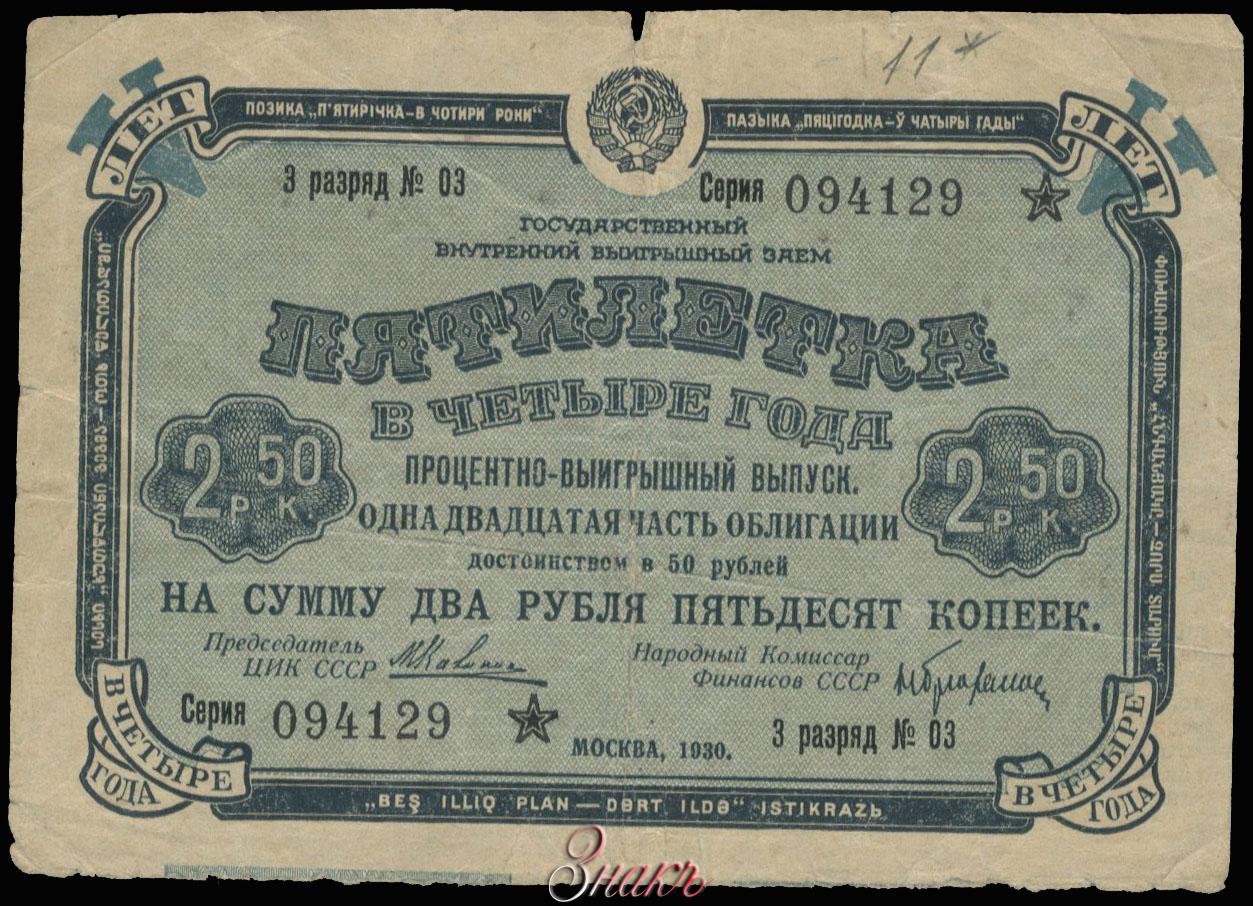 11*
V V
ЛЕТ
ПОЗИКА „П'ЯТИРІЧКА–В ЧОТИРИ РОКИ“
ПАЗЫКА „ПЯЦІГОДКА–Ў ЧАТЫРЫ ГАДЫ“
ЛЕТ
3 разряд № 03
Серия 094129
ГОСУДАРСТВЕННЫЙ
ВНУТРЕННИЙ ВЫИГРЫШНЫЙ ЗАЕМ
ПЯТИЛЕТКА
В ЧЕТЫРЕ ГОДА
2 Р 50 К.
2 Р 50 К.
ПРОЦЕНТНО-ВЫИГРЫШНЫЙ ВЫПУСК.
ОДНА ДВАДЦАТАЯ ЧАСТЬ ОБЛИГАЦИИ
достоинством в 50 рублей
НА СУММУ ДВА РУБЛЯ ПЯТЬДЕСЯТ КОПЕЕК.
Председатель
ЦИК СССР
Народный Комиссар
Финансов СССР
Серия 094129
МОСКВА, 1930.
3 разряд № 03
В ЧЕТЫРЕ
ГОДА
В ЧЕТЫРЕ
ГОДА
„BEŞ ILLIQ PLAN — DƏRT ILDƏ“ ISTIKRAZЬ
Знакъ